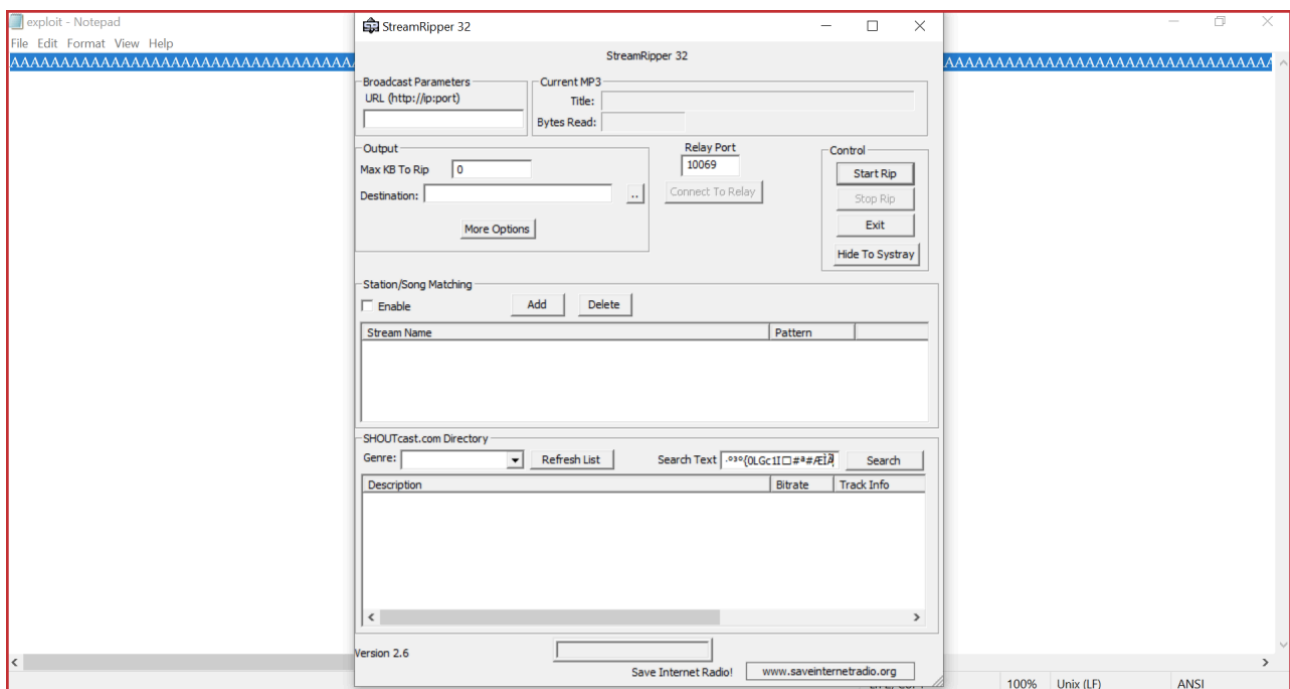 exploit - Notepad
File Edit Format View Help
StreamRipper 32
StreamRipper 32
Broadcast Parameters
URL (http://ip:port)
Current MP3
Title:
Bytes Read:
Output
Max KB To Rip 0
Destination: ..
More Options
Relay Port
10069
Connect To Relay
Control
Start Rip
Stop Rip
Exit
Hide To Systray
Station/Song Matching
Enable Add Delete
Stream Name Pattern
SHOUTcast.com Directory
Genre: Refresh List Search Text Search
Description Bitrate Track Info
Version 2.6
Save Internet Radio! www.saveinternetradio.org
100% Unix (LF) ANSI